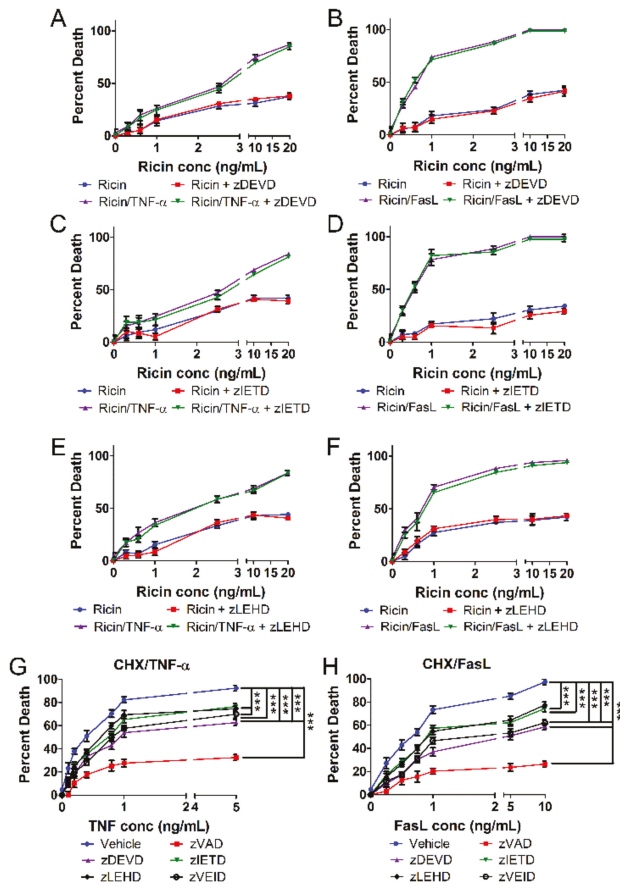 A
B
Percent Death
100
50
0
0 1 2 3 10 15 20
Ricin conc (ng/mL)
Ricin
Ricin + zDEVD
Ricin/TNF-α
Ricin/TNF-α + zDEVD
Percent Death
100
50
0
0 1 2 3 10 15 20
Ricin conc (ng/mL)
Ricin
Ricin + zDEVD
Ricin/FasL
Ricin/FasL + zDEVD
C
D
Percent Death
100
50
0
0 1 2 3 10 15 20
Ricin conc (ng/mL)
Ricin
Ricin + zIETD
Ricin/TNF-α
Ricin/TNF-α + zIETD
Percent Death
100
50
0
0 1 2 3 10 15 20
Ricin conc (ng/mL)
Ricin
Ricin + zIETD
Ricin/FasL
Ricin/FasL + zIETD
E
F
Percent Death
100
50
0
0 1 2 3 10 15 20
Ricin conc (ng/mL)
Ricin
Ricin + zLEHD
Ricin/TNF-α
Ricin/TNF-α + zLEHD
Percent Death
100
50
0
0 1 2 3 10 15 20
Ricin conc (ng/mL)
Ricin
Ricin + zLEHD
Ricin/FasL
Ricin/FasL + zLEHD
G
CHX/TNF-α
Percent Death
100
80
60
40
20
0
0 1 2 4 5
TNF conc (ng/mL)
***
***
***
***
***
Vehicle
zVAD
zDEVD
zIETD
zLEHD
zVEID
H
CHX/FasL
Percent Death
100
80
60
40
20
0
0 1 2 5 10
FasL conc (ng/mL)
***
***
***
***
***
Vehicle
zVAD
zDEVD
zIETD
zLEHD
zVEID